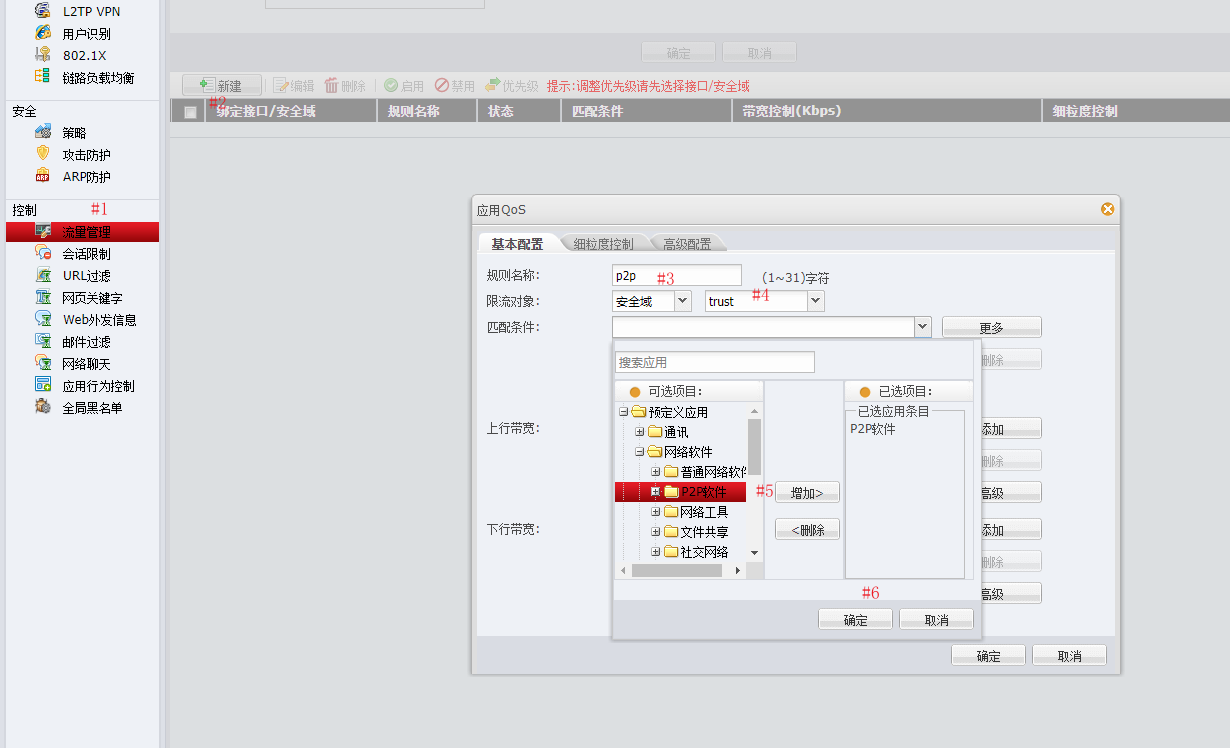 L2TP VPN
用户识别
802.1X
链路负载均衡
安全
策略
攻击防护
ARP防护
控制 #1
流量管理
会话限制
URL过滤
网页关键字
Web外发信息
邮件过滤
网络聊天
应用行为控制
全局黑名单
确定 取消
新建 编辑 删除 启用 禁用 优先级 提示:调整优先级请先选择接口/安全域
#2
绑定接口/安全域 规则名称 状态 匹配条件 带宽控制(Kbps) 细粒度控制
应用QoS
基本配置 细粒度控制 高级配置
规则名称: p2p #3 (1~31)字符
限流对象: 安全域 trust #4
匹配条件: 更多
搜索应用 删除
可选项目: 已选项目:
预定义应用 已选应用条目
通讯 P2P软件
上行带宽: 添加
网络软件
普通网络软件 删除
P2P软件 #5 增加> 高级
网络工具
下行带宽: 文件共享 <删除 添加
社交网络 删除
#6 高级
确定 取消
确定 取消